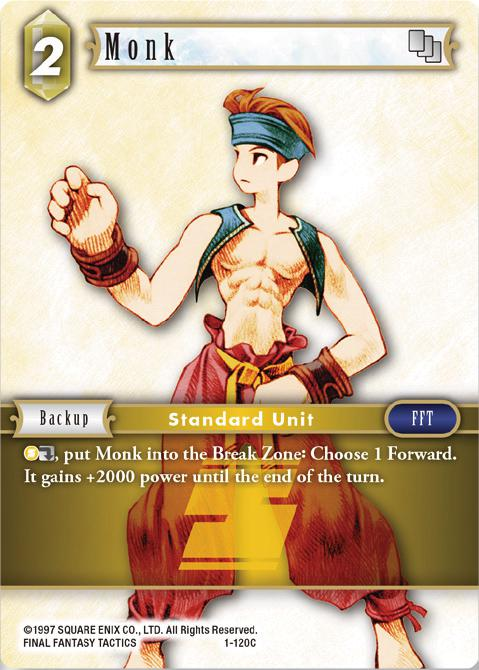 2
Monk
Backup
Standard Unit
FFT
, put Monk into the Break Zone: Choose 1 Forward.
It gains +2000 power until the end of the turn.
©1997 SQUARE ENIX CO., LTD. All Rights Reserved.
FINAL FANTASY TACTICS 1-120C